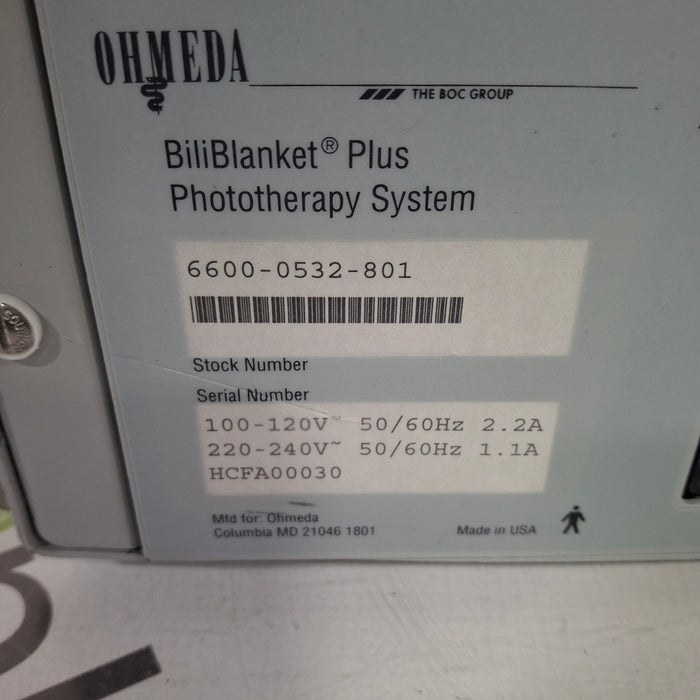 OHMEDA
THE BOC GROUP
BiliBlanket® Plus
Phototherapy System
6600-0532-801
Stock Number
Serial Number
100-120V~ 50/60Hz 2.2A
220-240V~ 50/60Hz 1.1A
HCFA00030
Mfd for: Ohmeda
Columbia MD 21046 1801
Made in USA